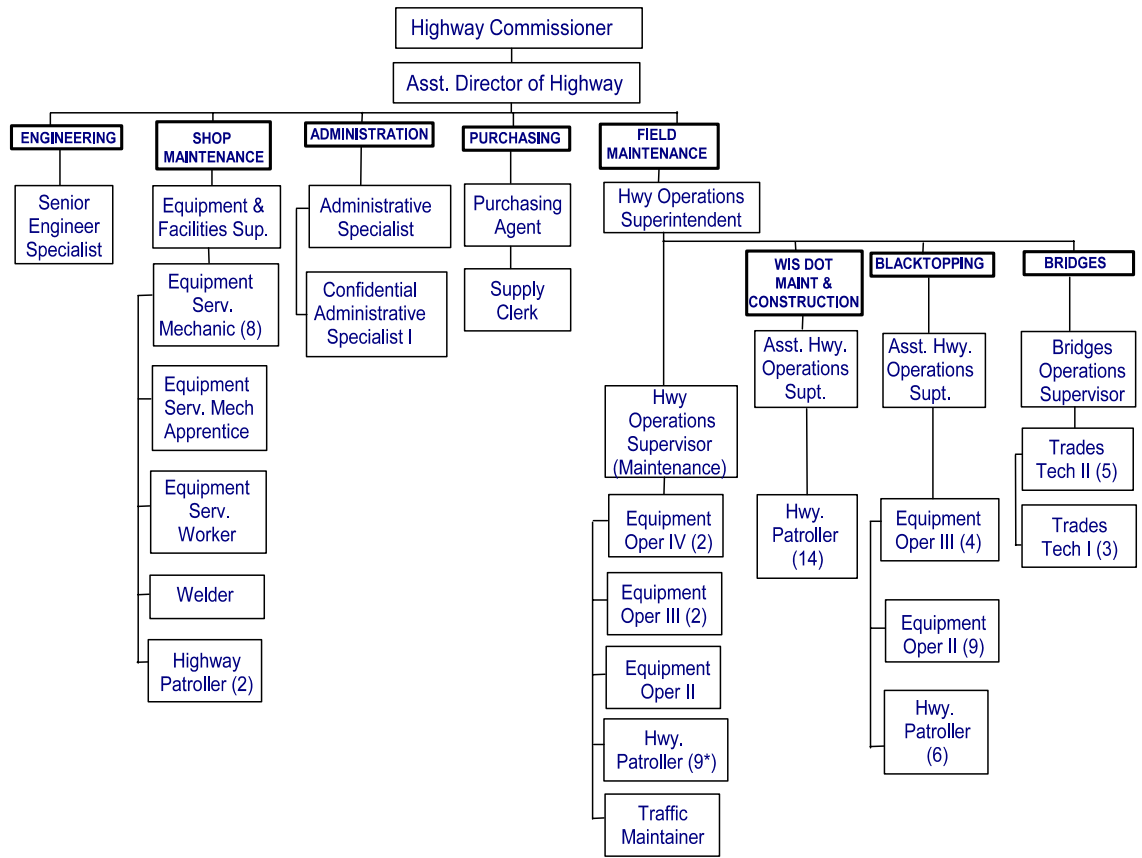 Highway Commissioner
Asst. Director of Highway
ENGINEERING
Senior
Engineer
Specialist
SHOP
MAINTENANCE
Equipment &
Facilities Sup.
Equipment
Serv.
Mechanic (8)
Equipment
Serv. Mech
Apprentice
Equipment
Serv.
Worker
Welder
Highway
Patroller (2)
ADMINISTRATION
Administrative
Specialist
Confidential
Administrative
Specialist I
PURCHASING
Purchasing
Agent
Supply
Clerk
FIELD
MAINTENANCE
Hwy Operations
Superintendent
Hwy
Operations
Supervisor
(Maintenance)
Equipment
Oper IV (2)
Equipment
Oper III (2)
Equipment
Oper II
Hwy.
Patroller (9*)
Traffic
Maintainer
WIS DOT
MAINT &
CONSTRUCTION
Asst. Hwy.
Operations
Supt.
Hwy.
Patroller
(14)
BLACKTOPPING
Asst. Hwy.
Operations
Supt.
Equipment
Oper III (4)
Equipment
Oper II (9)
Hwy.
Patroller
(6)
BRIDGES
Bridges
Operations
Supervisor
Trades
Tech II (5)
Trades
Tech I (3)